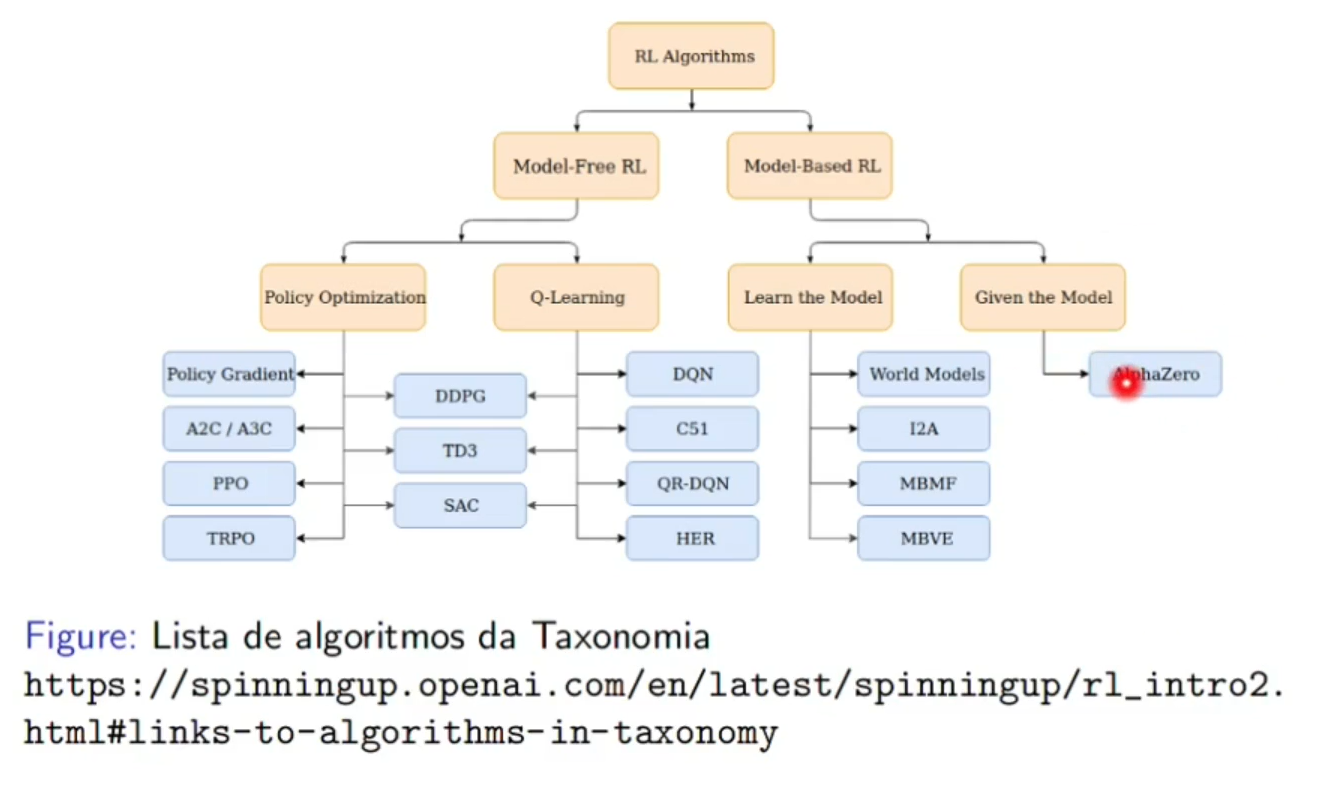 RL Algorithms
Model-Free RL
Model-Based RL
Policy Optimization
Q-Learning
Learn the Model
Given the Model
Policy Gradient
A2C / A3C
PPO
TRPO
DDPG
TD3
SAC
DQN
C51
QR-DQN
HER
World Models
I2A
MBMF
MBVE
AlphaZero
Figure: Lista de algoritmos da Taxonomia
https://spinningup.openai.com/en/latest/spinningup/rl_intro2.
html#links-to-algorithms-in-taxonomy